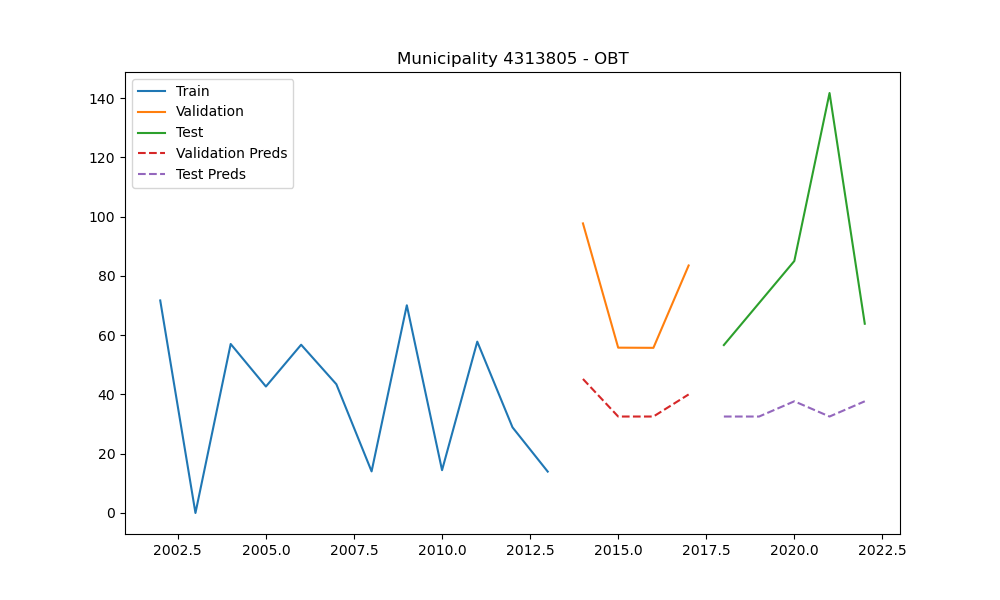 Municipality 4313805 - OBT
Train
Validation
Test
Validation Preds
Test Preds
140
120
100
80
60
40
20
0
2002.5 2005.0 2007.5 2010.0 2012.5 2015.0 2017.5 2020.0 2022.5